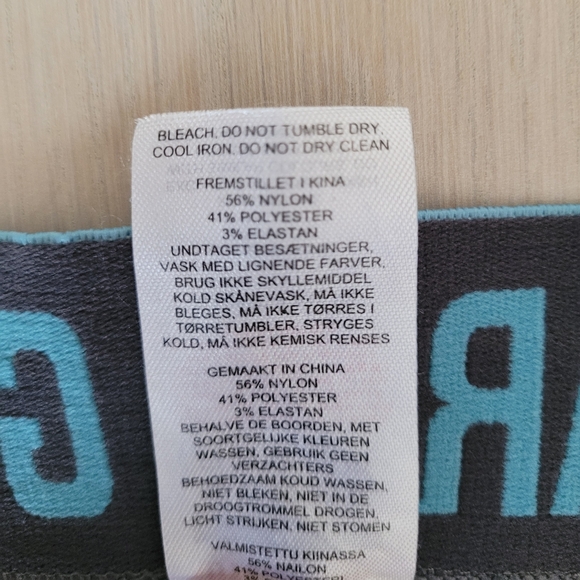 BLEACH. DO NOT TUMBLE DRY.
COOL IRON. DO NOT DRY CLEAN
FREMSTILLET I KINA
56% NYLON
41% POLYESTER
3% ELASTAN
UNDTAGET BESÆTNINGER,
VASK MED LIGNENDE FARVER,
BRUG IKKE SKYLLEMIDDEL
KOLD SKÅNEVASK, MÅ IKKE
BLEGES, MÅ IKKE TØRRES I
TØRRETUMBLER, STRYGES
KOLD, MÅ IKKE KEMISK RENSES
GEMAAKT IN CHINA
56% NYLON
41% POLYESTER
3% ELASTAN
BEHALVE DE BOORDEN, MET
SOORTGELIJKE KLEUREN
WASSEN, GEBRUIK GEEN
VERZACHTERS
BEHOEDZAAM KOUD WASSEN,
NIET BLEKEN, NIET IN DE
DROOGTROMMEL DROGEN,
LICHT STRIJKEN, NIET STOMEN
VALMISTETTU KIINASSA
56% NAILON
41% POLYESTER